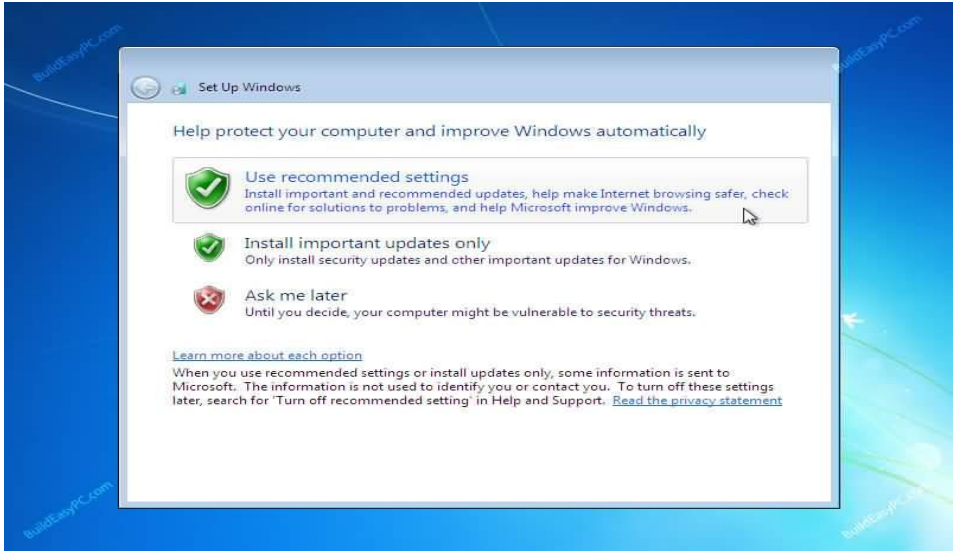 BuildEasyPC.com
BuildEasyPC.com
Set Up Windows
Help protect your computer and improve Windows automatically
Use recommended settings
Install important and recommended updates, help make Internet browsing safer, check
online for solutions to problems, and help Microsoft improve Windows.
Install important updates only
Only install security updates and other important updates for Windows.
Ask me later
Until you decide, your computer might be vulnerable to security threats.
Learn more about each option
When you use recommended settings or install updates only, some information is sent to
Microsoft. The information is not used to identify you or contact you. To turn off these settings
later, search for 'Turn off recommended setting' in Help and Support. Read the privacy statement
BuildEasyPC.com
BuildEasyPC.com